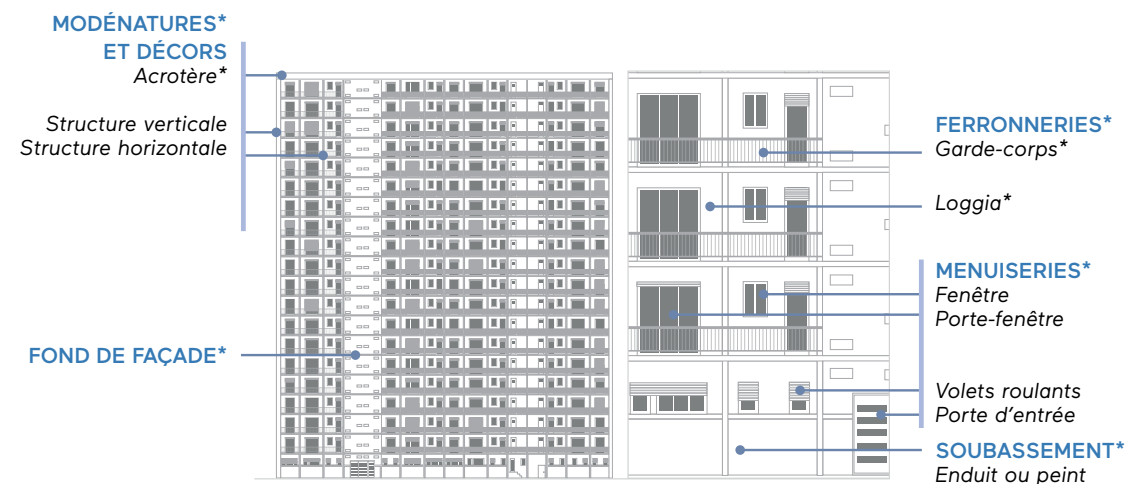 MODÉNATURES*
ET DÉCORS
Acrotère*
Structure verticale
Structure horizontale
FOND DE FAÇADE*
FERRONNERIES*
Garde-corps*
Loggia*
MENUISERIES*
Fenêtre
Porte-fenêtre
Volets roulants
Porte d'entrée
SOUBASSEMENT*
Enduit ou peint